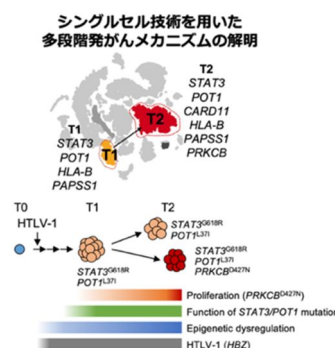 シングルセル技術を用いた
多段階発がんメカニズムの解明
T2
STAT3
POT1
CARD11
HLA-B
PAPSS1
PRKCB
T2
T1
STAT3
POT1
HLA-B
PAPSS1
T1
T0
T1
T2
HTLV-1
STAT3G618R
POT1L37I
STAT3G618R
POT1L37I
STAT3G618R
POT1L37I
PRKCBD427N
Proliferation (PRKCBD427N)
Function of STAT3/POT1 mutation
Epigenetic dysregulation
HTLV-1 (HBZ)